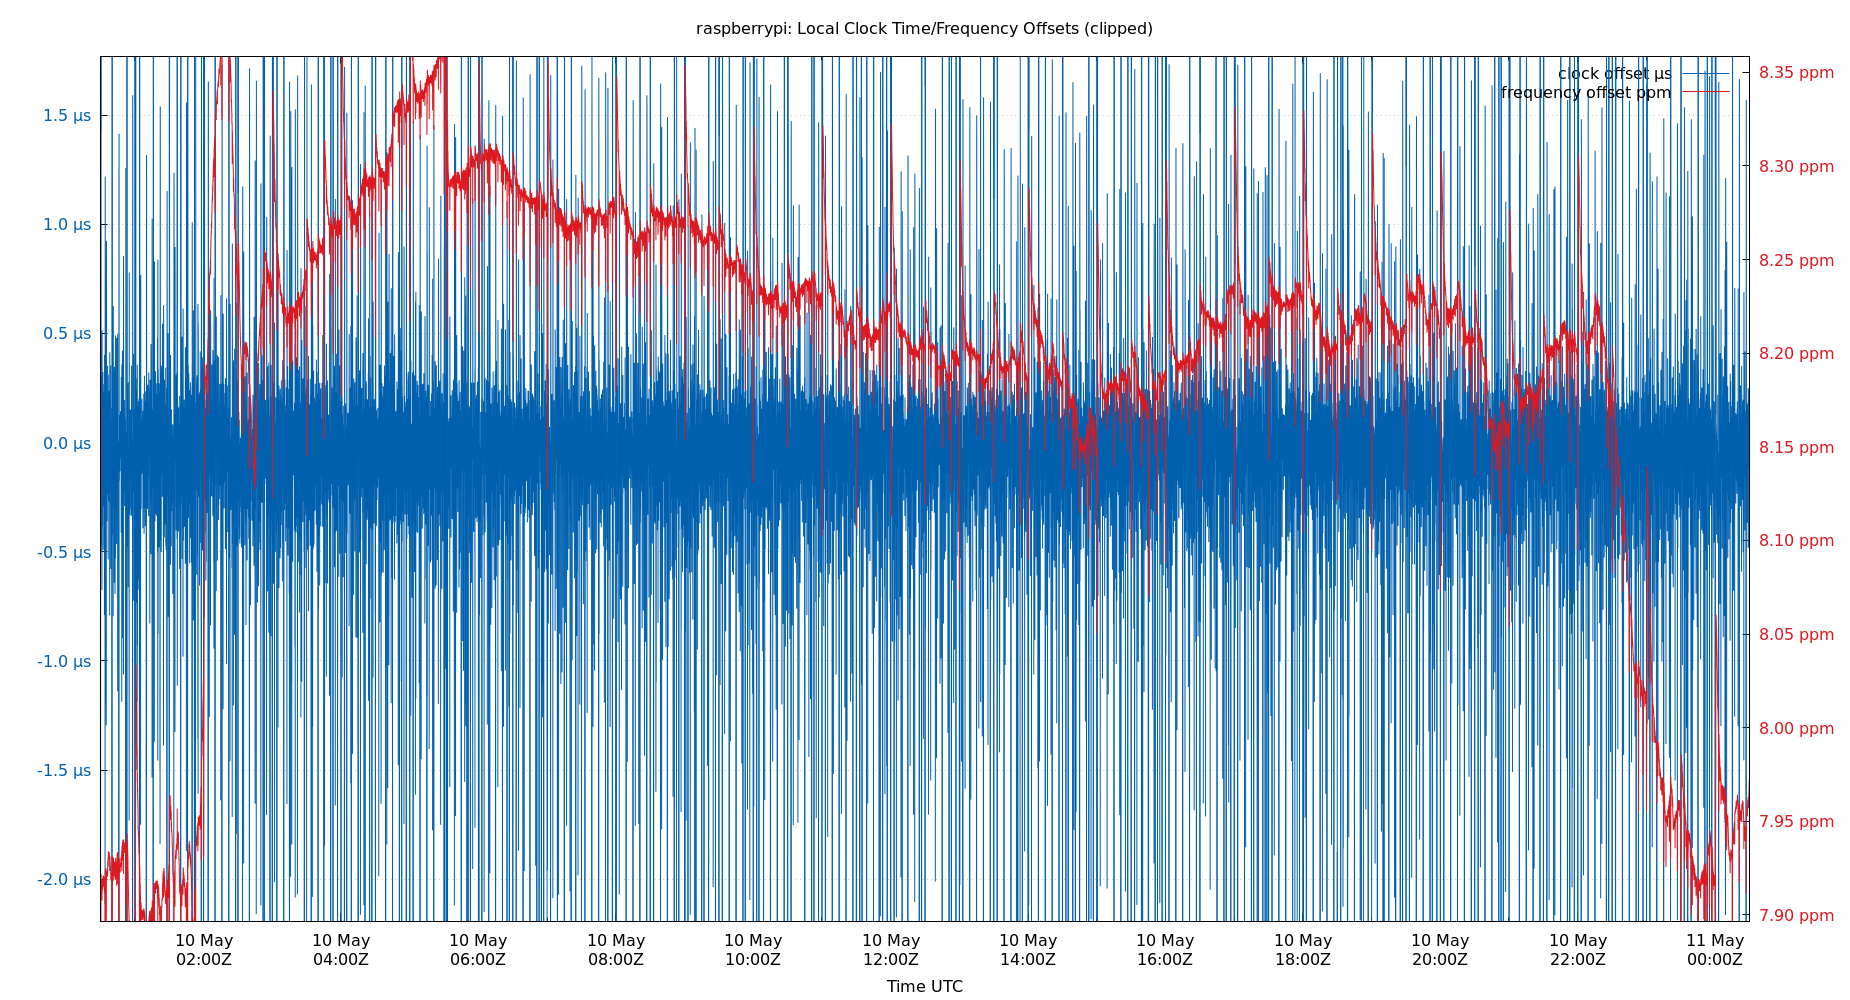 raspberrypi: Local Clock Time/Frequency Offsets (clipped)
clock offset µs
frequency offset ppm
1.5 µs
1.0 µs
0.5 µs
0.0 µs
-0.5 µs
-1.0 µs
-1.5 µs
-2.0 µs
8.35 ppm
8.30 ppm
8.25 ppm
8.20 ppm
8.15 ppm
8.10 ppm
8.05 ppm
8.00 ppm
7.95 ppm
7.90 ppm
10 May 10 May 10 May 10 May 10 May 10 May 10 May 10 May 10 May 10 May 10 May 11 May
02:00Z 04:00Z 06:00Z 08:00Z 10:00Z 12:00Z 14:00Z 16:00Z 18:00Z 20:00Z 22:00Z 00:00Z
Time UTC